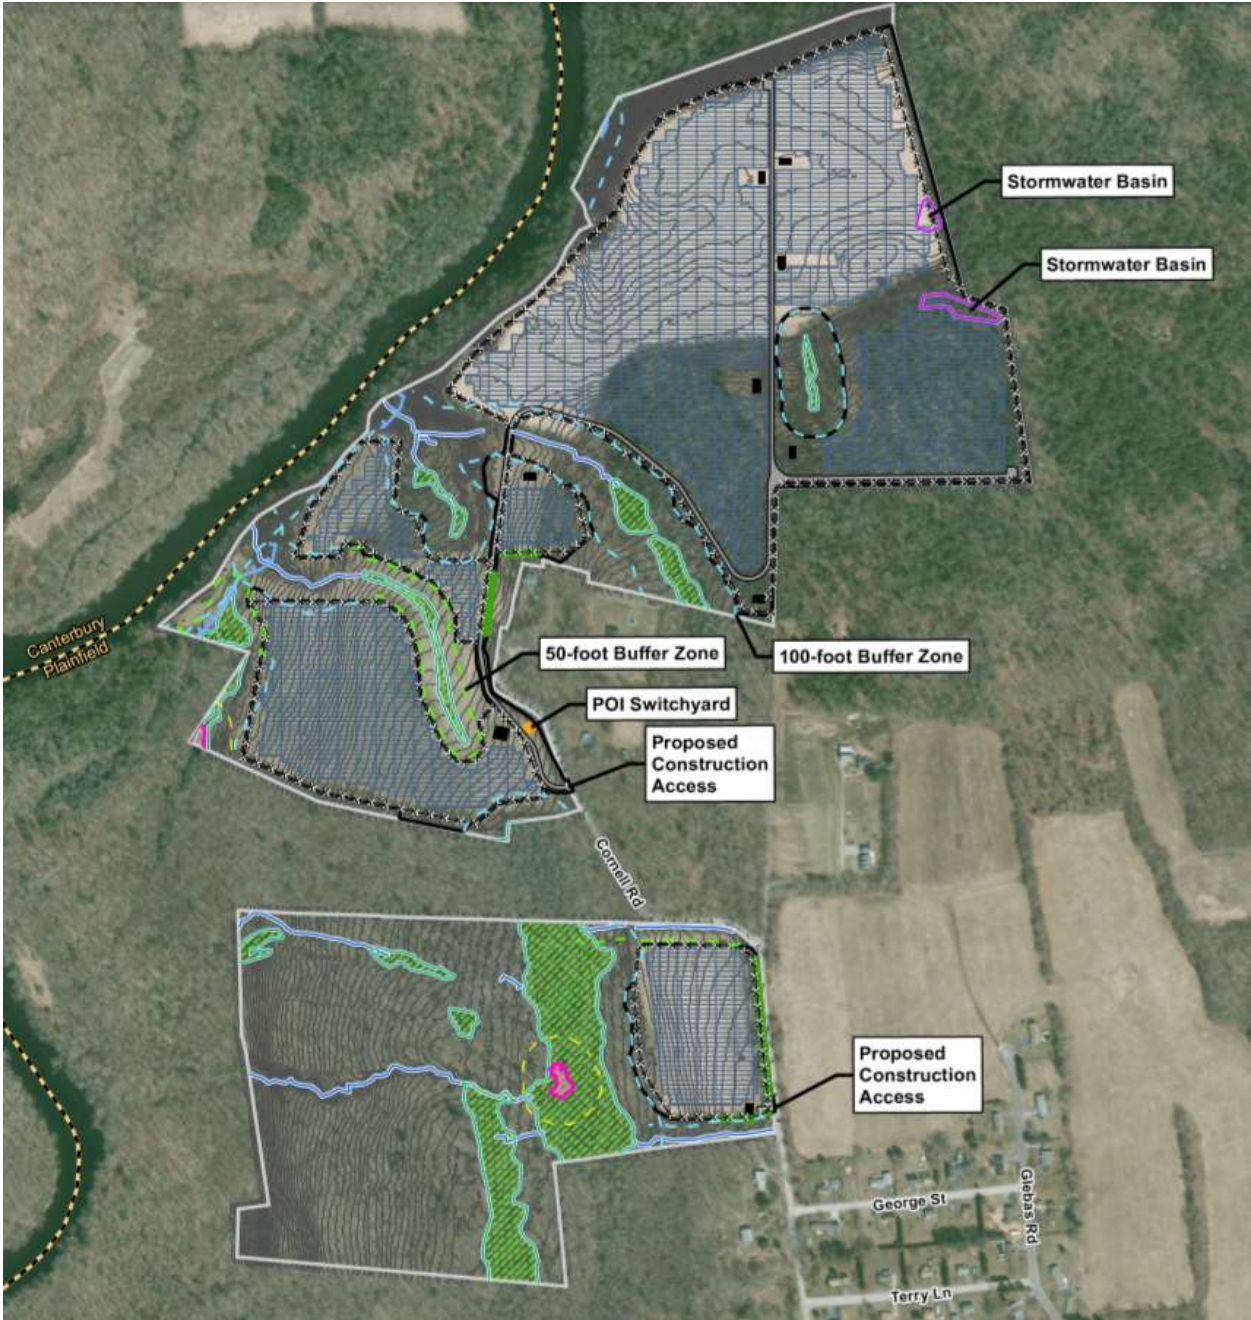 Stormwater Basin
Stormwater Basin
Canterbury
Plainfield
50-foot Buffer Zone
100-foot Buffer Zone
POI Switchyard
Proposed
Construction
Access
Cornell Rd
Proposed
Construction
Access
George St
Glebas Rd
Terry Ln